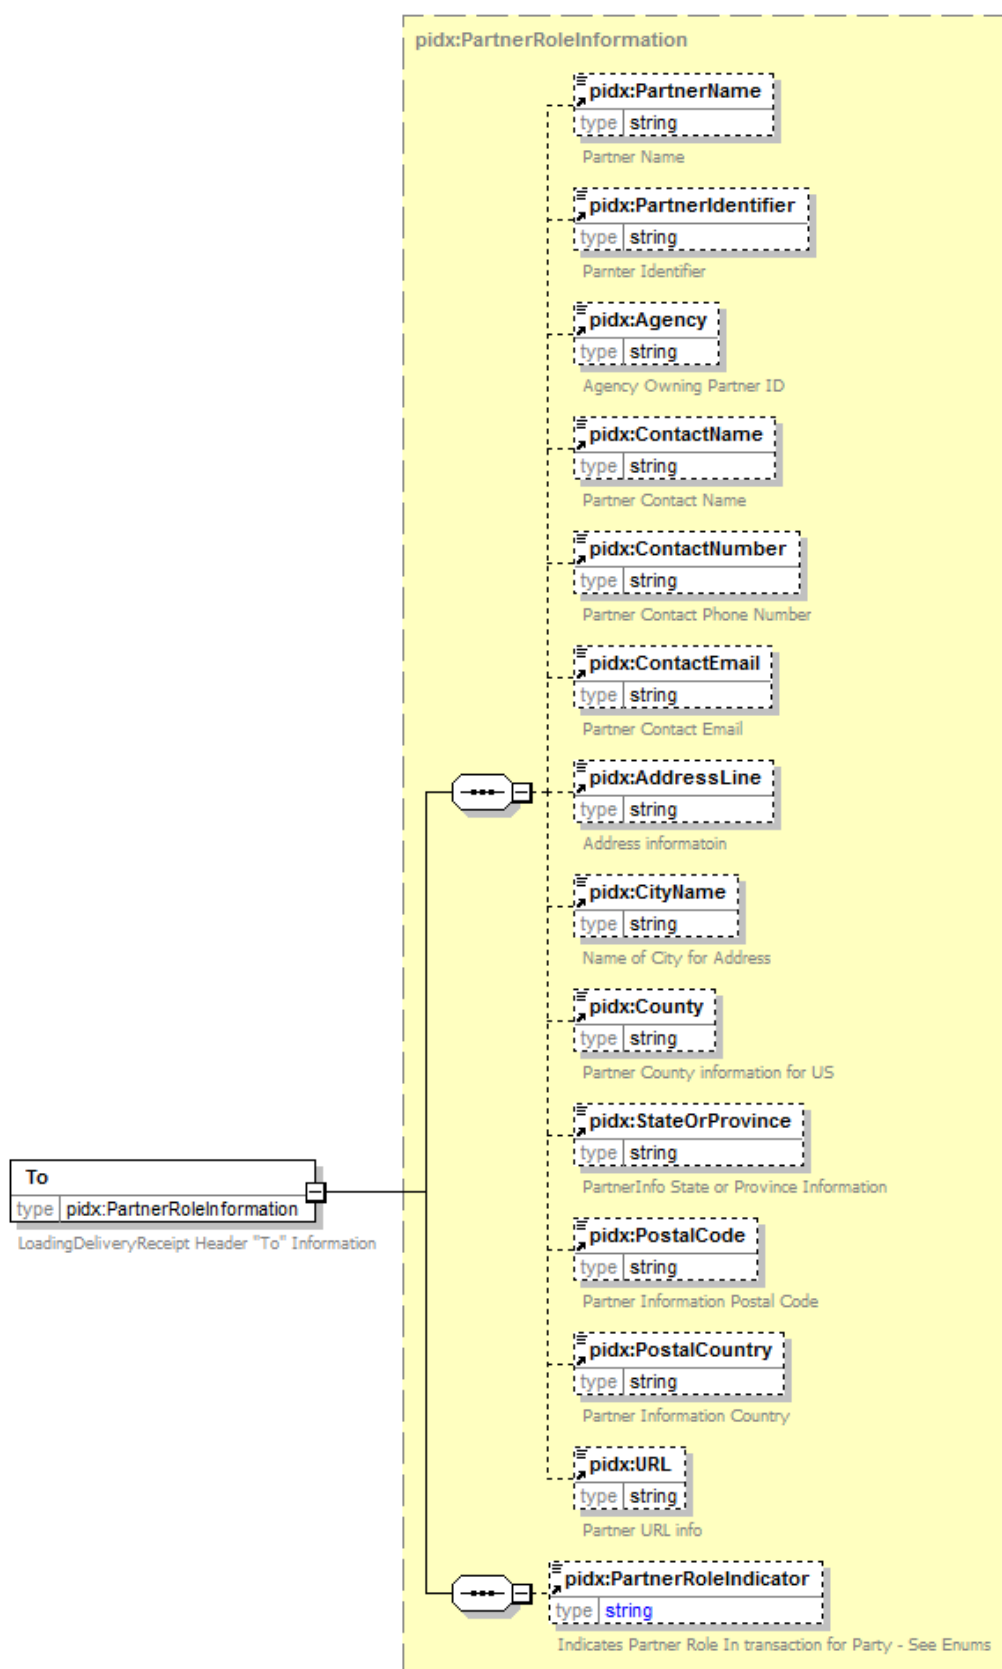 pidx:PartnerRoleInformation
pidx:PartnerName
type string
Partner Name
pidx:PartnerIdentifier
type string
Parnter Identifier
pidx:Agency
type string
Agency Owning Partner ID
pidx:ContactName
type string
Partner Contact Name
pidx:ContactNumber
type string
Partner Contact Phone Number
pidx:ContactEmail
type string
Partner Contact Email
pidx:AddressLine
type string
Address informatoin
pidx:CityName
type string
Name of City for Address
pidx:County
type string
Partner County information for US
pidx:StateOrProvince
type string
PartnerInfo State or Province Information
To
type pidx:PartnerRoleInformation
LoadingDeliveryReceipt Header "To" Information
pidx:PostalCode
type string
Partner Information Postal Code
pidx:PostalCountry
type string
Partner Information Country
pidx:URL
type string
Partner URL info
pidx:PartnerRoleIndicator
type string
Indicates Partner Role In transaction for Party - See Enums